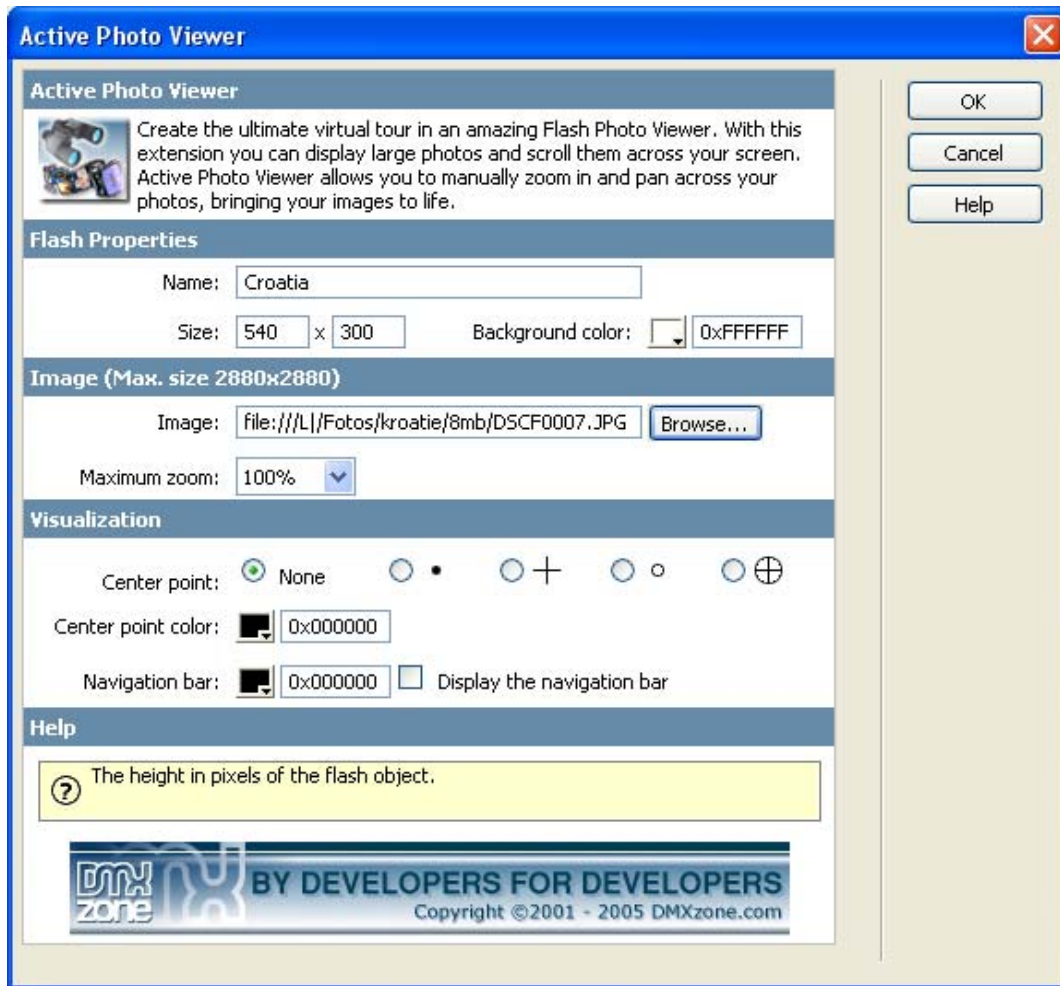 Active Photo Viewer
Active Photo Viewer
Create the ultimate virtual tour in an amazing Flash Photo Viewer. With this
extension you can display large photos and scroll them across your screen.
Active Photo Viewer allows you to manually zoom in and pan across your
photos, bringing your images to life.
OK
Cancel
Help
Flash Properties
Name: Croatia
Size: 540 x 300 Background color: 0xFFFFFF
Image (Max. size 2880x2880)
Image: file:///L|/Fotos/kroatie/8mb/DSCF0007.JPG Browse...
Maximum zoom: 100%
Visualization
Center point: None
Center point color: 0x000000
Navigation bar: 0x000000 Display the navigation bar
Help
? The height in pixels of the flash object.
DMX zone
BY DEVELOPERS FOR DEVELOPERS
Copyright ©2001 - 2005 DMXzone.com